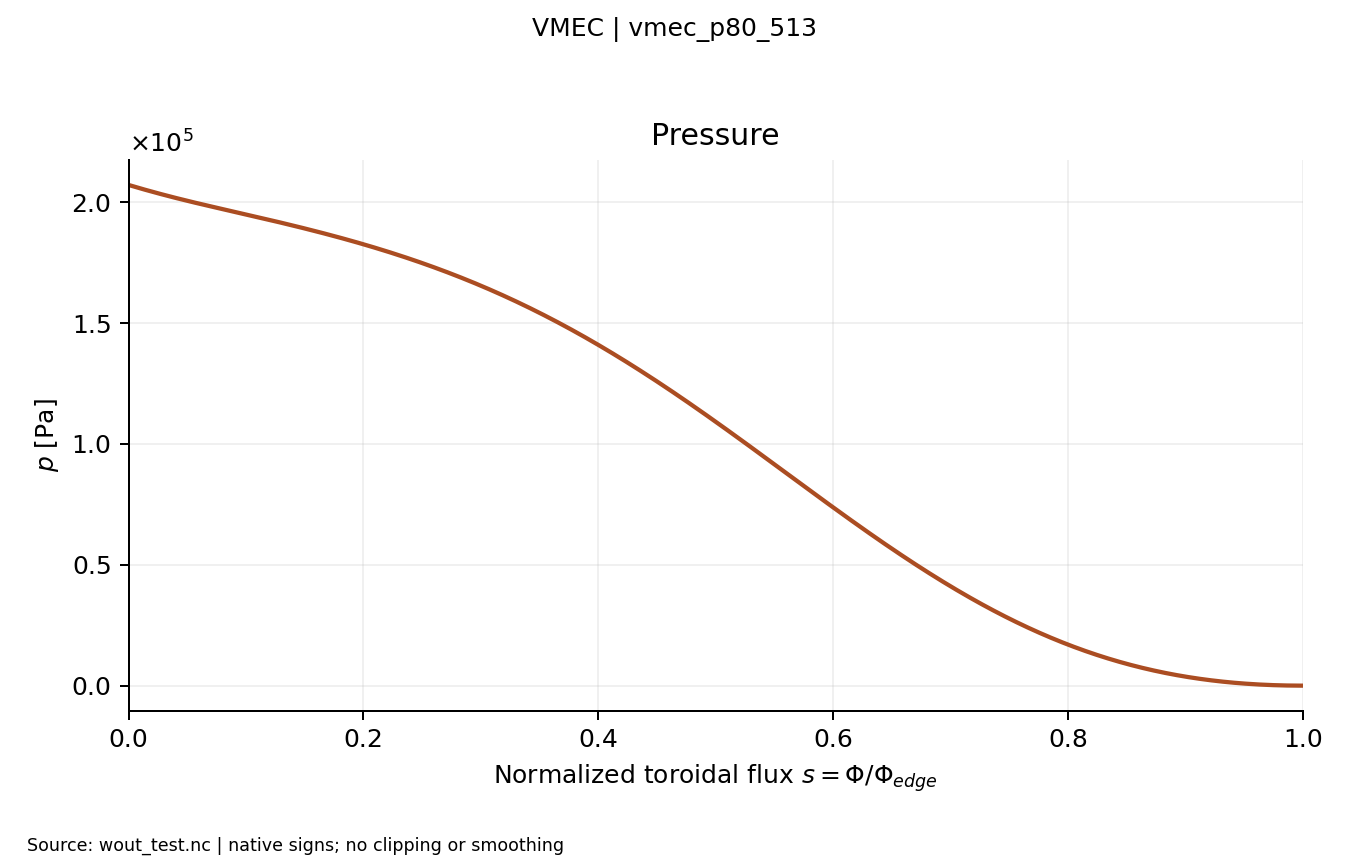 VMEC | vmec_p80_513
Pressure
×10⁵
2.0
1.5
1.0
0.5
0.0
p [Pa]
0.0 0.2 0.4 0.6 0.8 1.0
Normalized toroidal flux s = Φ/Φ_edge
Source: wout_test.nc | native signs; no clipping or smoothing